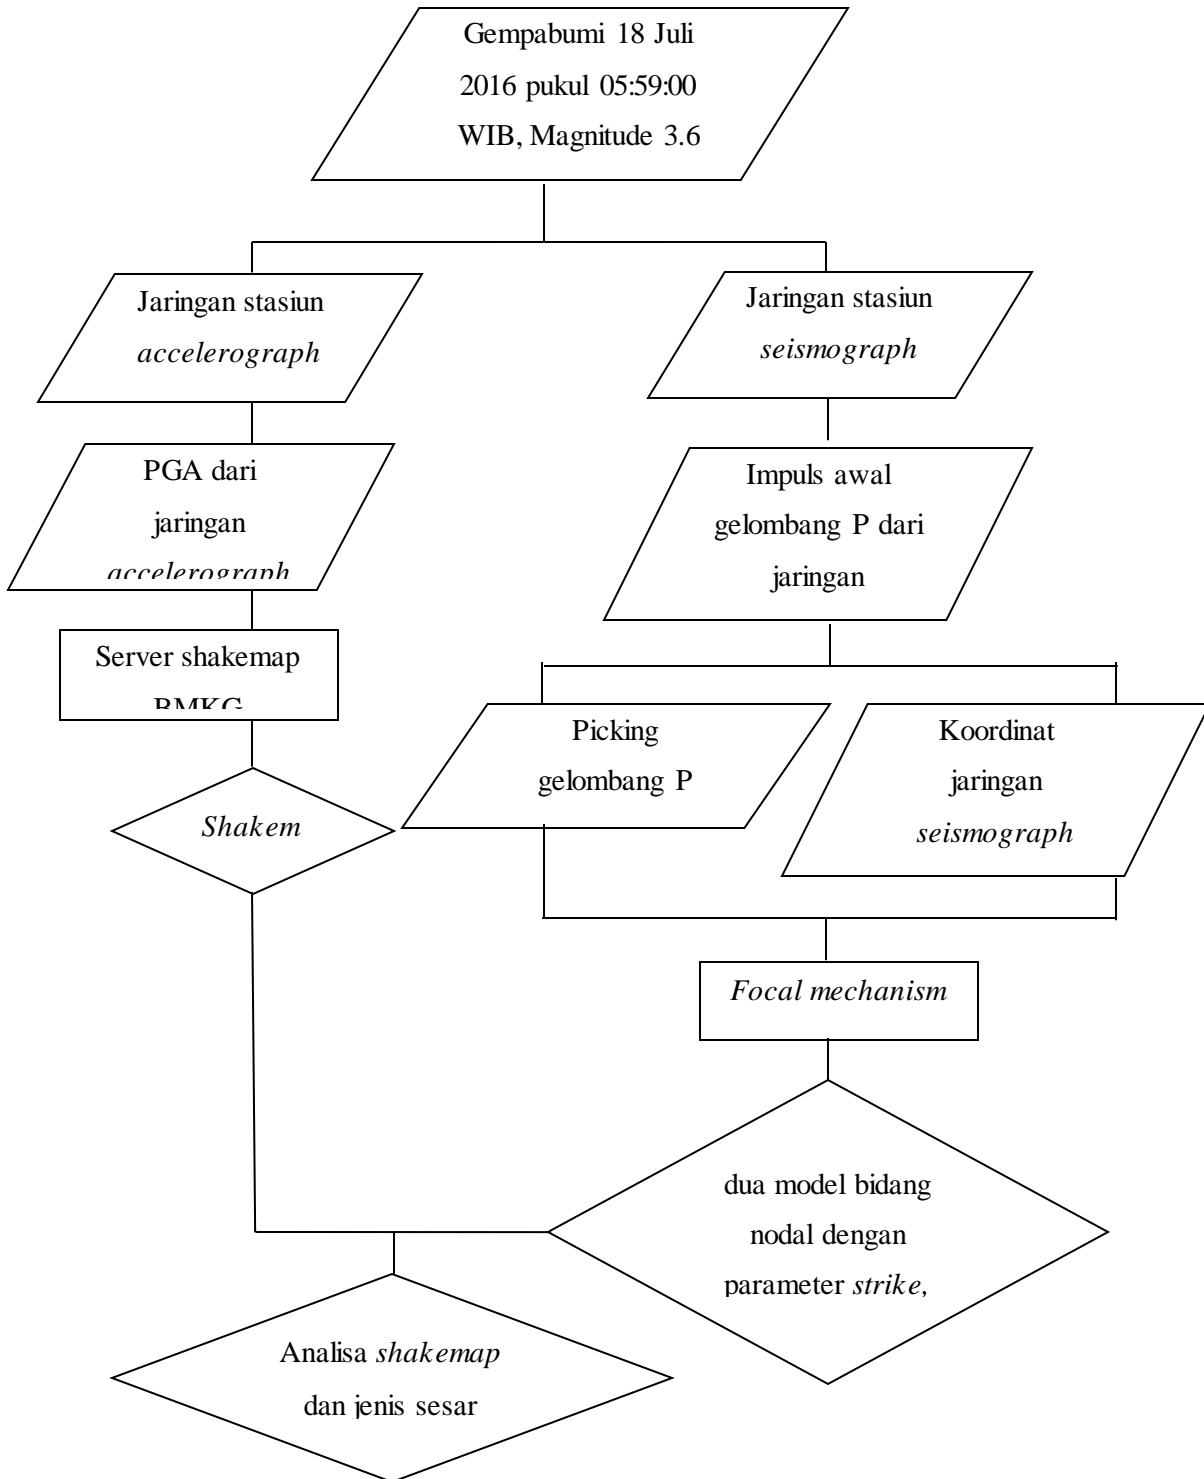 Gempabumi 18 Juli
2016 pukul 05:59:00
WIB, Magnitude 3.6
Jaringan stasiun
accelerograph
Jaringan stasiun
seismograph
PGA dari
jaringan
accelerograph
Impuls awal
gelombang P dari
jaringan
Server shakemap
BMKG
Picking
gelombang P
Koordinat
jaringan
seismograph
Shakem
Focal mechanism
dua model bidang
nodal dengan
parameter strike,
Analisa shakemap
dan jenis sesar